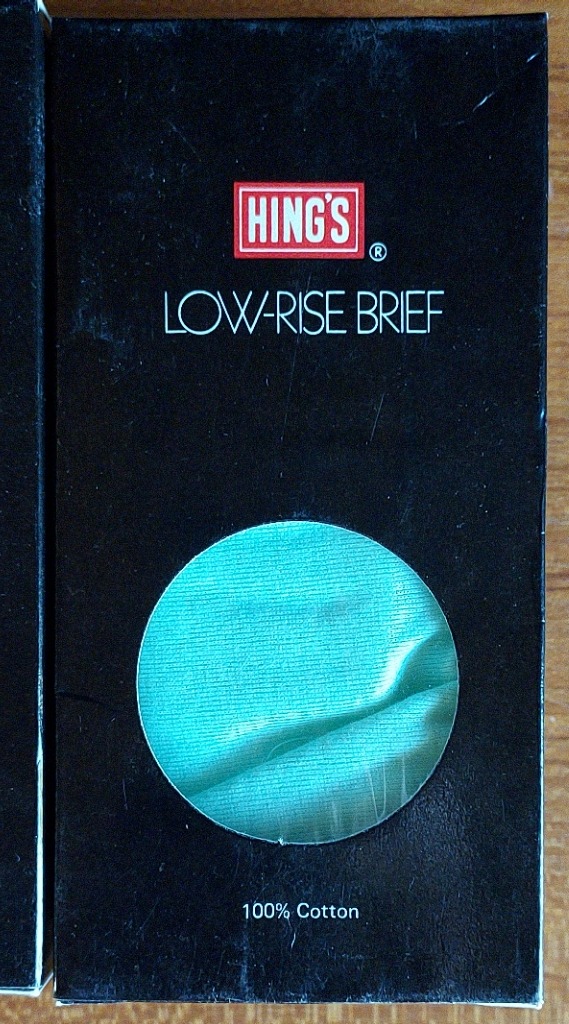 HING'S ®
LOW-RISE BRIEF
100% Cotton